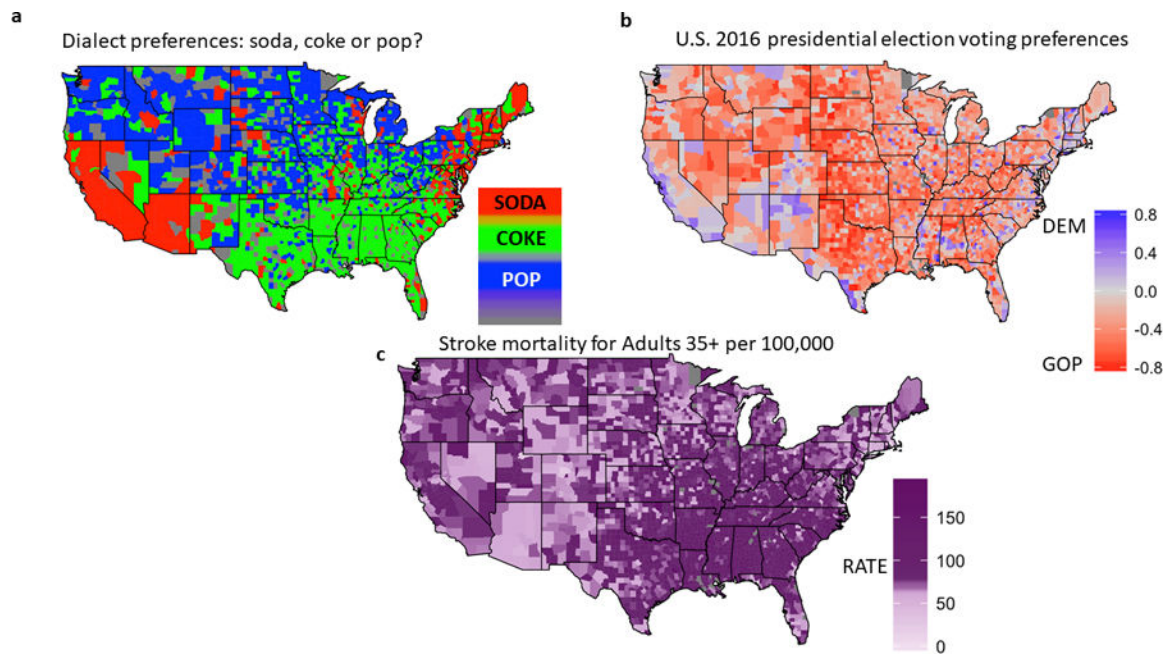 a
Dialect preferences: soda, coke or pop?
SODA
COKE
POP
b
U.S. 2016 presidential election voting preferences
DEM
0.8
0.4
0.0
-0.4
GOP
-0.8
c
Stroke mortality for Adults 35+ per 100,000
RATE
150
100
50
0